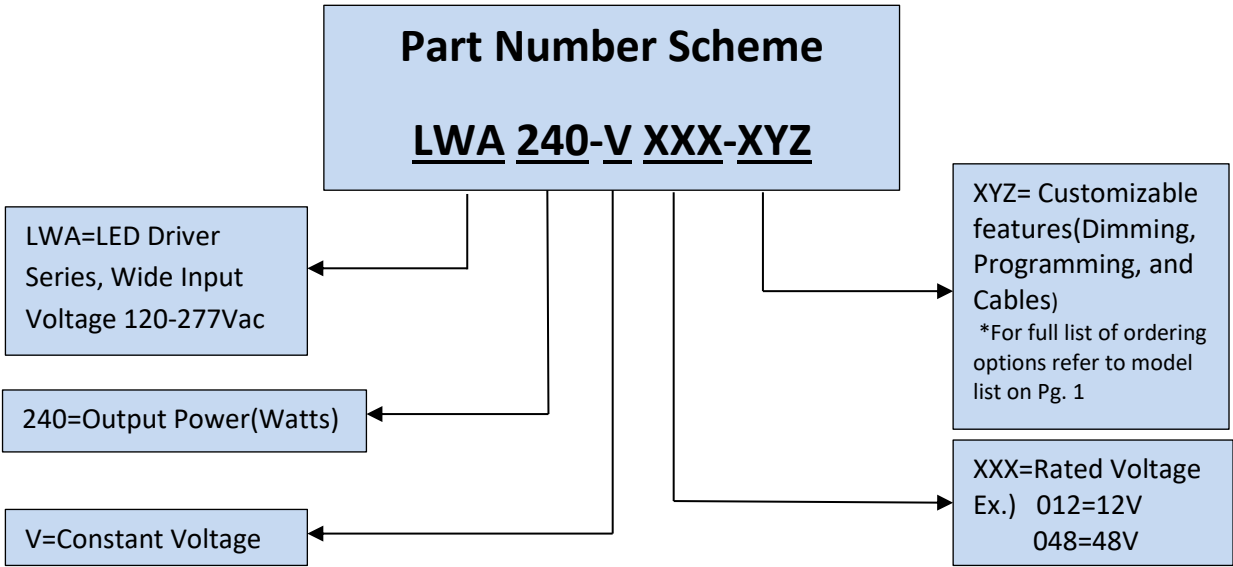 Part Number Scheme
LWA 240-V XXX-XYZ
LWA=LED Driver
Series, Wide Input
Voltage 120-277Vac
240=Output Power(Watts)
V=Constant Voltage
XYZ= Customizable
features(Dimming,
Programming, and
Cables)
*For full list of ordering
options refer to model
list on Pg. 1
XXX=Rated Voltage
Ex.) 012=12V
048=48V